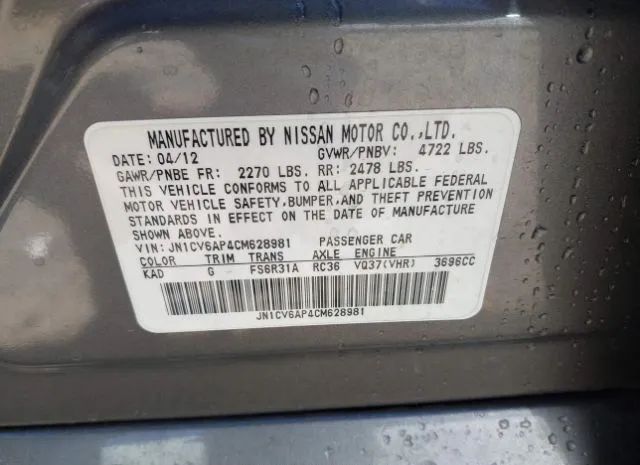 MANUFACTURED BY NISSAN MOTOR CO.,LTD.
DATE: 04/12 GVWR/PNBV: 4722 LBS.
GAWR/PNBE FR: 2270 LBS. RR: 2478 LBS.
THIS VEHICLE CONFORMS TO ALL APPLICABLE FEDERAL
MOTOR VEHICLE SAFETY,BUMPER,AND THEFT PREVENTION
STANDARDS IN EFFECT ON THE DATE OF MANUFACTURE
SHOWN ABOVE.
VIN: JN1CV6AP4CM628981 PASSENGER CAR
COLOR TRIM TRANS AXLE ENGINE
KAD G FS6R31A RC36 VQ37(VHR) 3696CC
JN1CV6AP4CM628981